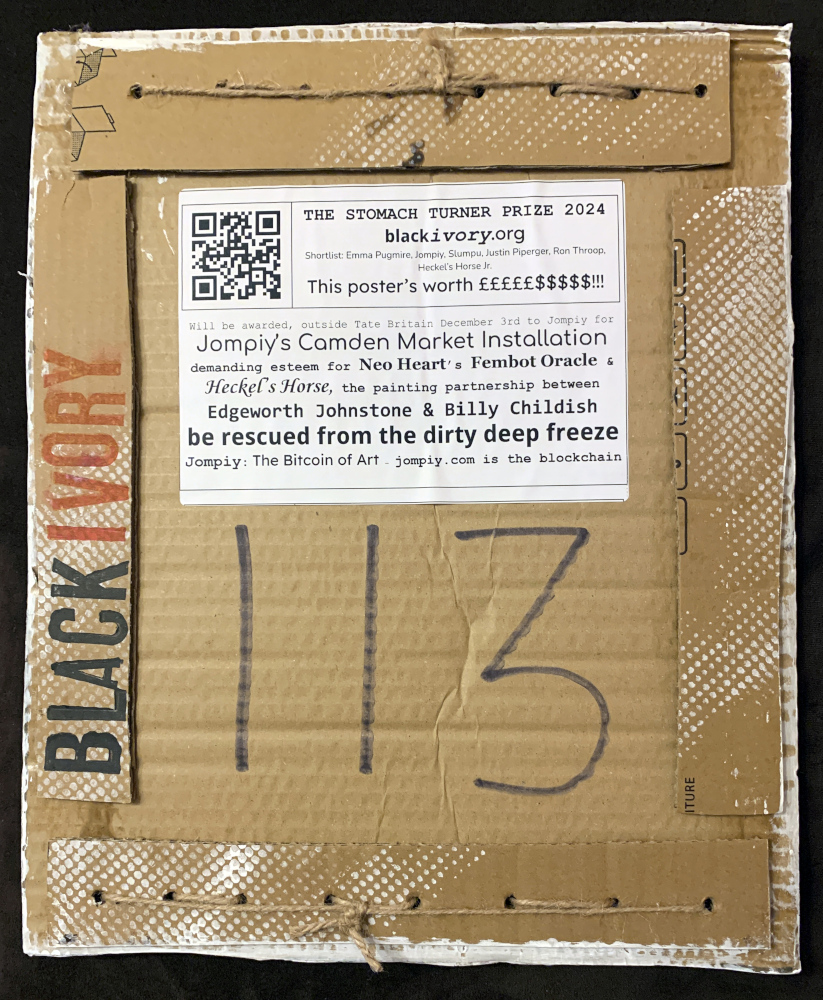 THE STOMACH TURNER PRIZE 2024
blackivory.org
Shortlist: Emma Pugmire, Jompiy, Slumpu, Justin Piperger, Ron Throop,
Heckel's Horse Jr.
This poster's worth £££££$$$$$!!!
Will be awarded, outside Tate Britain December 3rd to Jompiy for
Jompiy's Camden Market Installation
demanding esteem for Neo Heart's Fembot Oracle &
Heckel's Horse, the painting partnership between
Edgeworth Johnstone & Billy Childish
be rescued from the dirty deep freeze
Jompiy: The Bitcoin of Art - jompiy.com is the blockchain
BLACK IVORY
113
ITURE